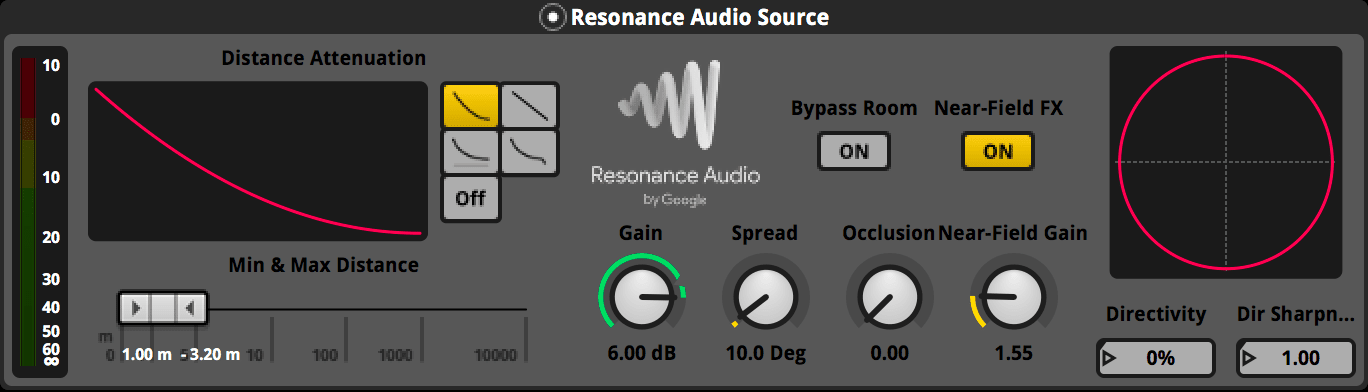 Resonance Audio Source
10
0
10
20
30
40
50
60
∞
Distance Attenuation
Off
Min & Max Distance
m
0
1.00 m - 3.20 m
10
100
1000
10000
Resonance Audio
by Google
Bypass Room
ON
Near-Field FX
ON
Gain
6.00 dB
Spread
10.0 Deg
Occlusion
0.00
Near-Field Gain
1.55
Directivity
0%
Dir Sharpn...
1.00